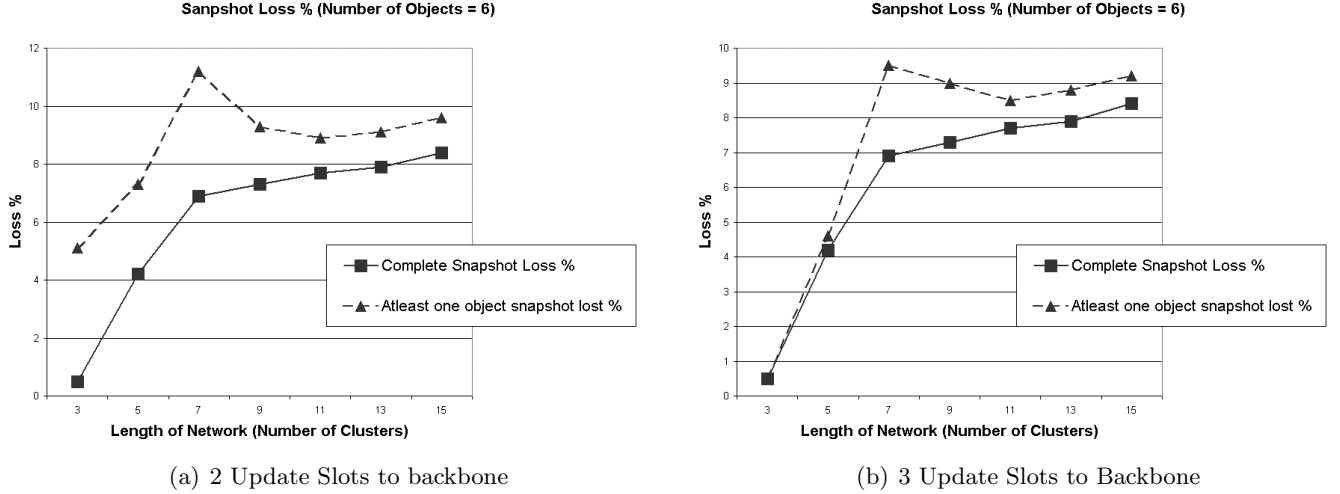 Sanpshot Loss % (Number of Objects = 6)
12
10
8
6
4
2
0
Loss %
3 5 7 9 11 13 15
Length of Network (Number of Clusters)
Complete Snapshot Loss %
Atleast one object snapshot lost %
(a) 2 Update Slots to backbone
Sanpshot Loss % (Number of Objects = 6)
10
9
8
7
6
5
4
3
2
1
0
Loss %
3 5 7 9 11 13 15
Length of Network (Number of Clusters)
Complete Snapshot Loss %
Atleast one object snapshot lost %
(b) 3 Update Slots to Backbone